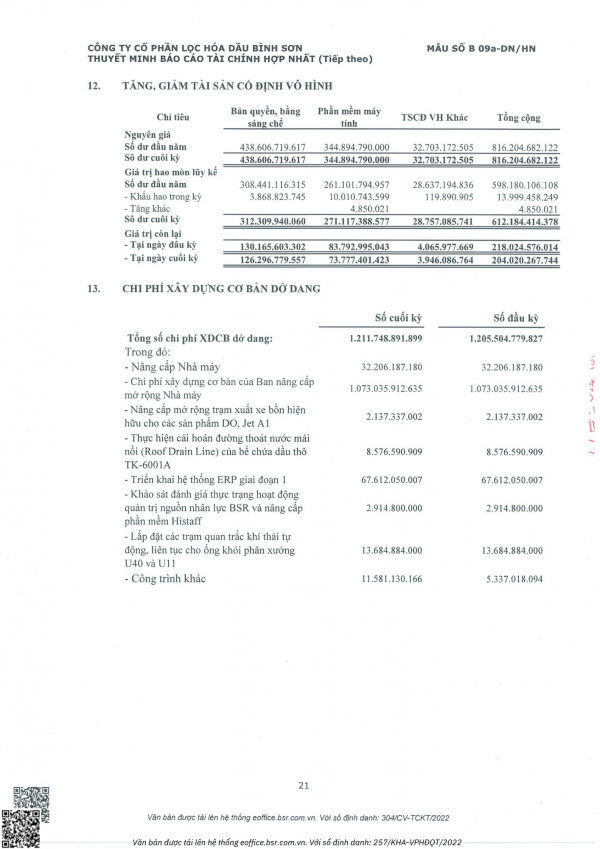 CÔNG TY CỔ PHẦN LỌC HÓA DẦU BÌNH SƠN MẪU SỐ B 09a-DN/HN
THUYẾT MINH BÁO CÁO TÀI CHÍNH HỢP NHẤT (Tiếp theo)
12. TĂNG, GIẢM TÀI SẢN CỐ ĐỊNH VÔ HÌNH
Chỉ tiêu Bản quyền, bằng sáng chế Phần mềm máy tính TSCĐ VH Khác Tổng cộng
Nguyên giá
Số dư đầu năm 438.606.719.617 344.894.790.000 32.703.172.505 816.204.682.122
Sô dư cuối kỳ 438.606.719.617 344.894.790.000 32.703.172.505 816.204.682.122
Giá trị hao mòn lũy kế
Số dư đầu năm 308.441.116.315 261.101.794.957 28.637.194.836 598.180.106.108
- Khấu hao trong kỳ 3.868.823.745 10.010.743.599 119.890.905 13.999.458.249
- Tăng khác 4.850.021 4.850.021
Sô dư cuối kỳ 312.309.940.060 271.117.388.577 28.757.085.741 612.184.414.378
Giá trị còn lại
- Tại ngày đầu kỳ 130.165.603.302 83.792.995.043 4.065.977.669 218.024.576.014
- Tại ngày cuối kỳ 126.296.779.557 73.777.401.423 3.946.086.764 204.020.267.744
13. CHI PHÍ XÂY DỰNG CƠ BẢN DỞ DANG
Số cuối kỳ Số đầu kỳ
Tổng số chi phí XDCB dở dang: 1.211.748.891.899 1.205.504.779.827
Trong đó:
- Nâng cấp Nhà máy 32.206.187.180 32.206.187.180
- Chi phí xây dựng cơ bản của Ban nâng cấp
mở rộng Nhà máy 1.073.035.912.635 1.073.035.912.635
- Nâng cấp mở rộng trạm xuất xe bồn hiện
hữu cho các sản phẩm DO, Jet A1 2.137.337.002 2.137.337.002
- Thực hiện cải hoán đường thoát nước mái
nổi (Roof Drain Line) của bể chứa dầu thô 8.576.590.909 8.576.590.909
TK-6001A
- Triển khai hệ thống ERP giai đoạn 1 67.612.050.007 67.612.050.007
- Khảo sát đánh giá thực trạng hoạt động
quản trị nguồn nhân lực BSR và nâng cấp 2.914.800.000 2.914.800.000
phần mềm Histaff
- Lắp đặt các trạm quan trắc khí thải tự
động, liên tục cho ống khói phân xưởng 13.684.884.000 13.684.884.000
U40 và U11
- Công trình khác 11.581.130.166 5.337.018.094
21
Văn bản được tải lên hệ thống eoffice.bsr.com.vn. Với số định danh: 304/CV-TCKT/2022
Văn bản được tải lên hệ thống eoffice.bsr.com.vn. Với số định danh: 257/KHA-VPHĐQT/2022